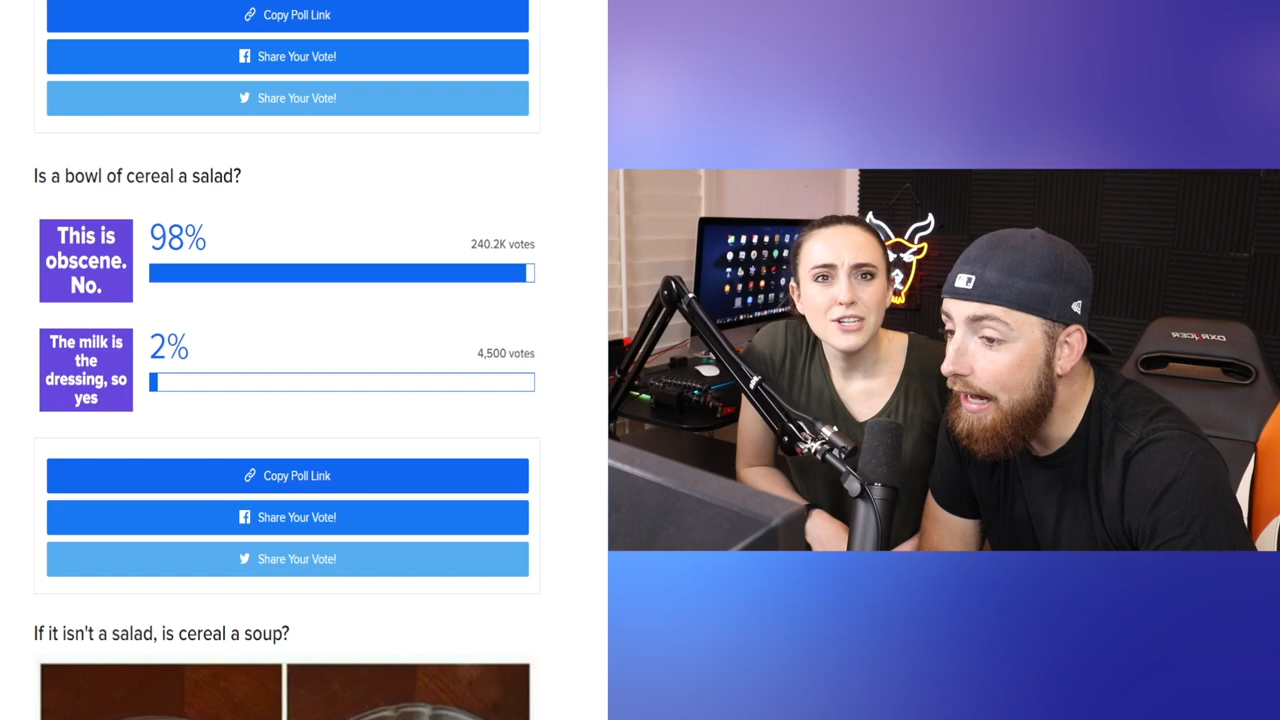 Copy Poll Link
Share Your Vote!
Share Your Vote!
Is a bowl of cereal a salad?
This is
obscene.
No.
98%
240.2K votes
The milk is
the
dressing, so
yes
2%
4,500 votes
Copy Poll Link
Share Your Vote!
Share Your Vote!
If it isn't a salad, is cereal a soup?
DXRACER